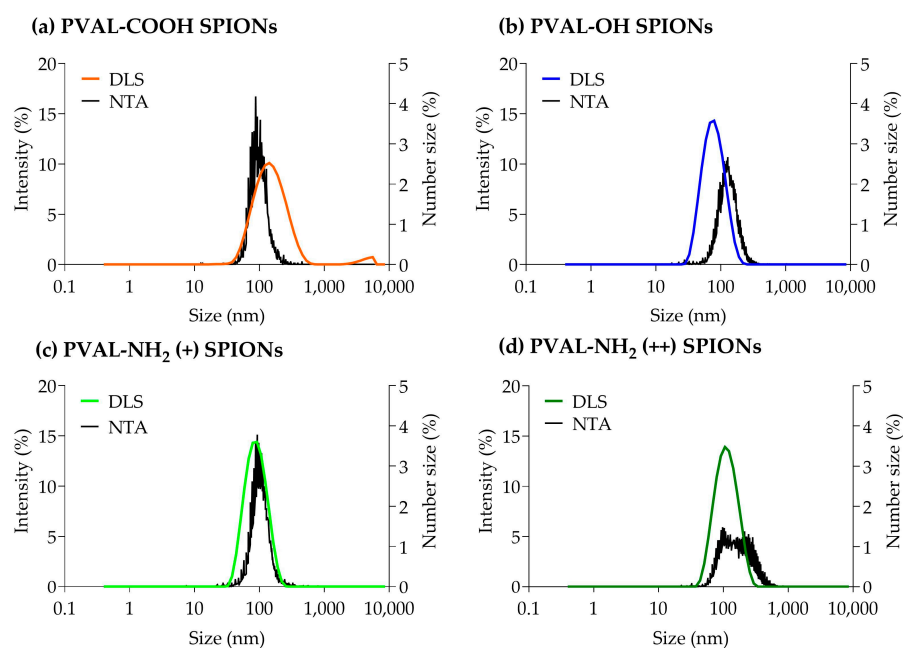 (a) PVAL-COOH SPIONs
20
15
10
5
0
Intensity (%)
DLS
NTA
5
4
3
2
1
0
Number size (%)
0.1 1 10 100 1,000 10,000
Size (nm)
(b) PVAL-OH SPIONs
20
15
10
5
0
Intensity (%)
DLS
NTA
5
4
3
2
1
0
Number size (%)
0.1 1 10 100 1,000 10,000
Size (nm)
(c) PVAL-NH₂ (+) SPIONs
20
15
10
5
0
Intensity (%)
DLS
NTA
5
4
3
2
1
0
Number size (%)
0.1 1 10 100 1,000 10,000
Size (nm)
(d) PVAL-NH₂ (++) SPIONs
20
15
10
5
0
Intensity (%)
DLS
NTA
5
4
3
2
1
0
Number size (%)
0.1 1 10 100 1,000 10,000
Size (nm)